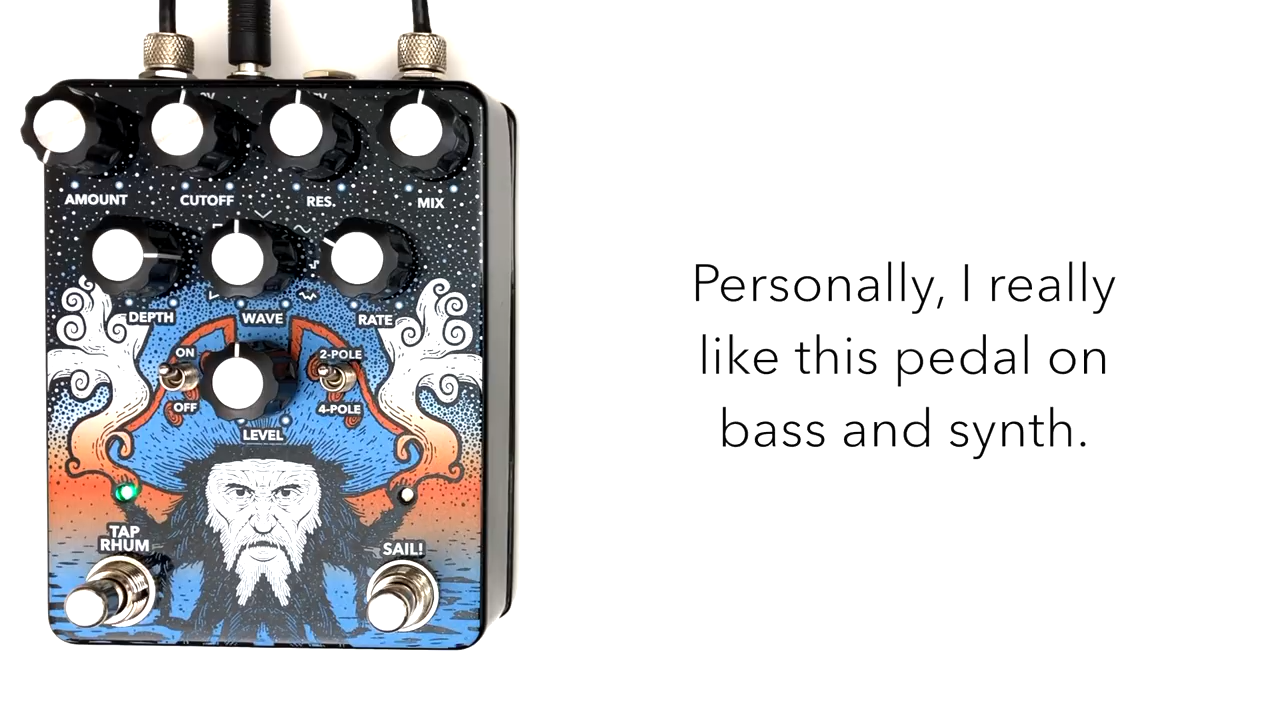 AMOUNT
CUTOFF
RES.
MIX
DEPTH
WAVE
RATE
ON
2-POLE
OFF
4-POLE
LEVEL
TAP
RHUM
SAIL!
Personally, I really
like this pedal on
bass and synth.